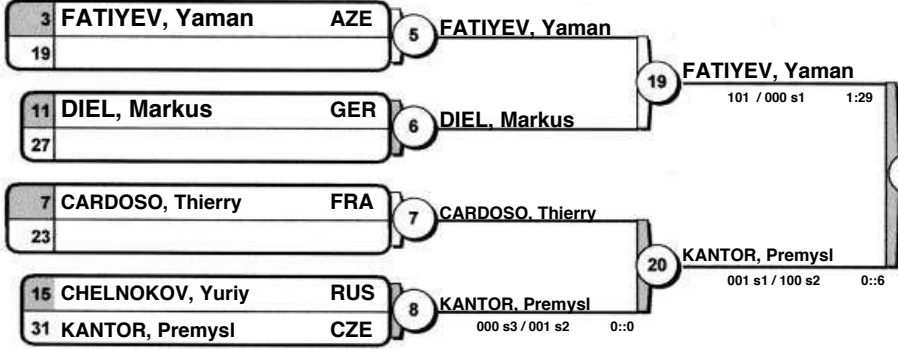 3 FATIYEV, Yaman AZE
19
5
FATIYEV, Yaman
11 DIEL, Markus GER
27
6
DIEL, Markus
19
FATIYEV, Yaman
101 / 000 s1 1:29
7 CARDOSO, Thierry FRA
23
7
CARDOSO, Thierry
15 CHELNOKOV, Yuriy RUS
31 KANTOR, Premysl CZE
8
KANTOR, Premysl
000 s3 / 001 s2 0::0
20
KANTOR, Premysl
001 s1 / 100 s2 0::6